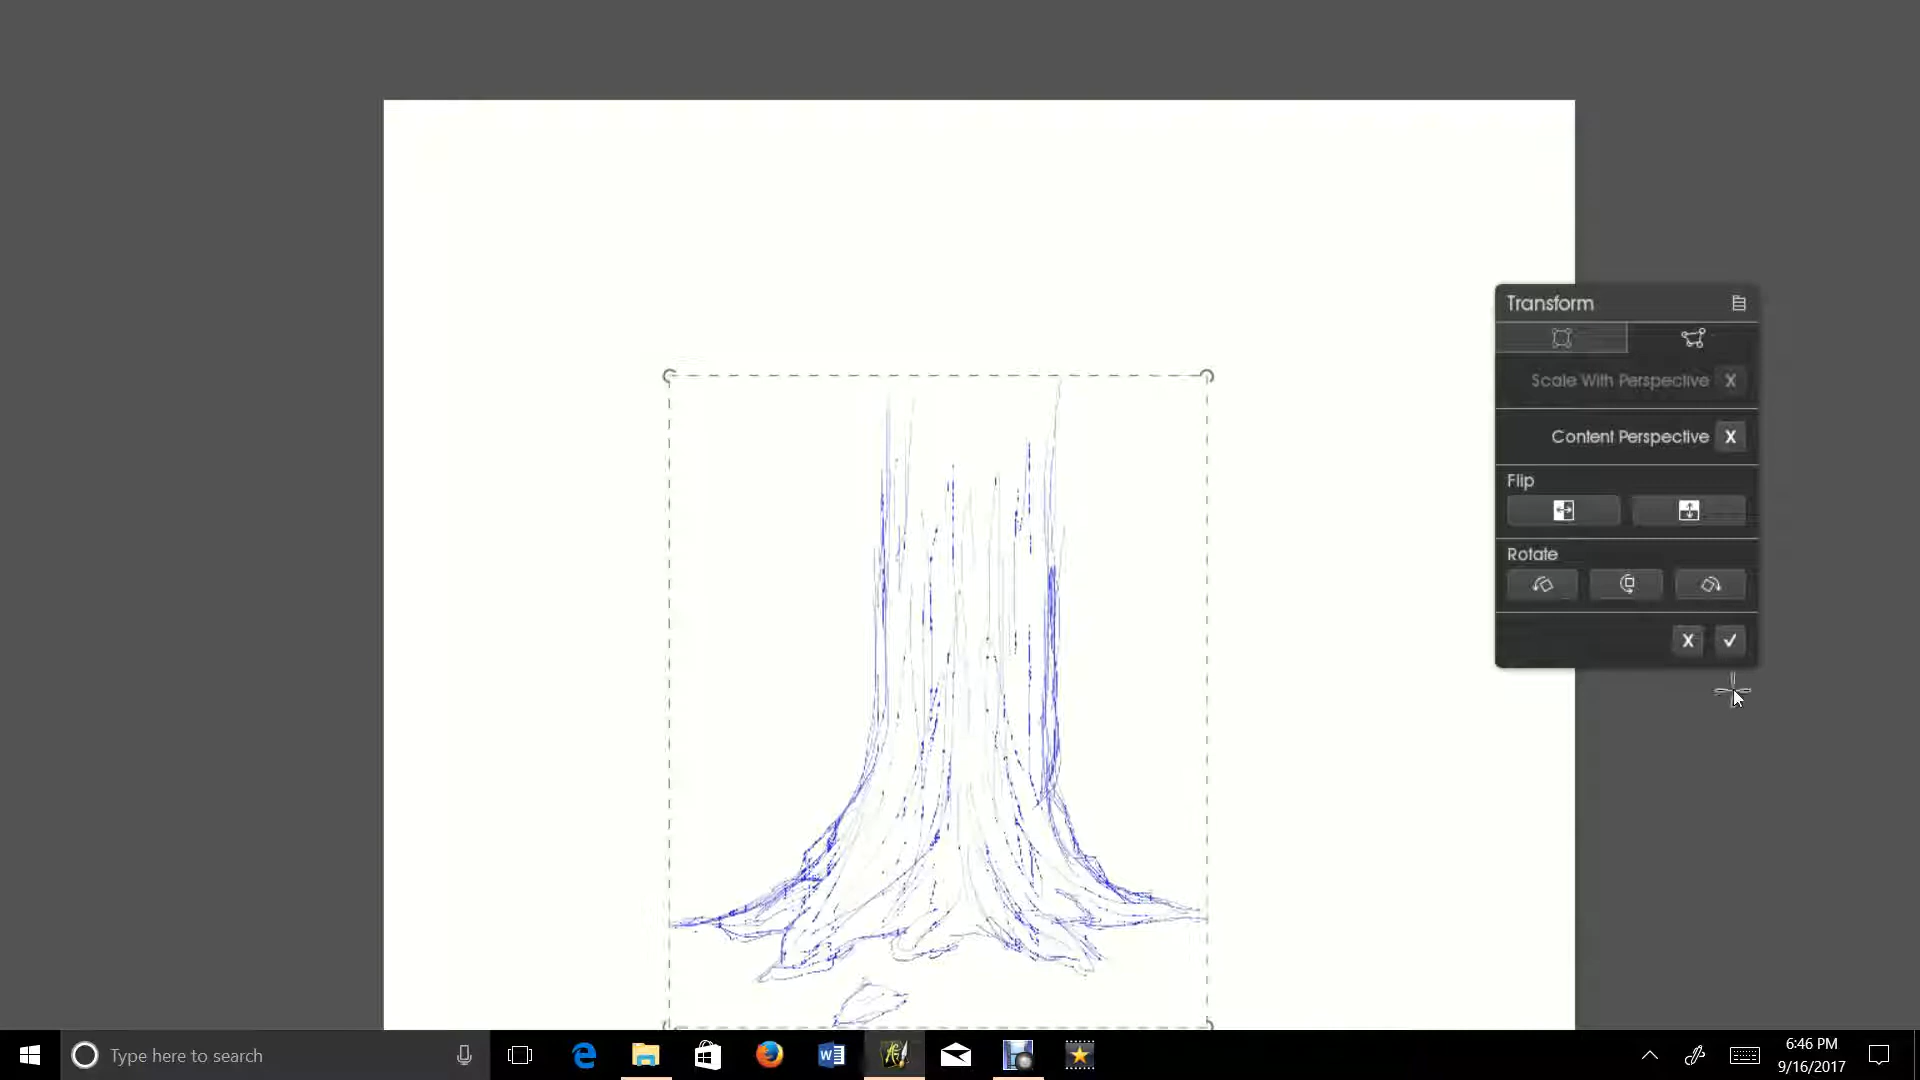 Transform
Scale With Perspective X
Content Perspective X
Flip
Rotate
X
Type here to search
6:46 PM
9/16/2017